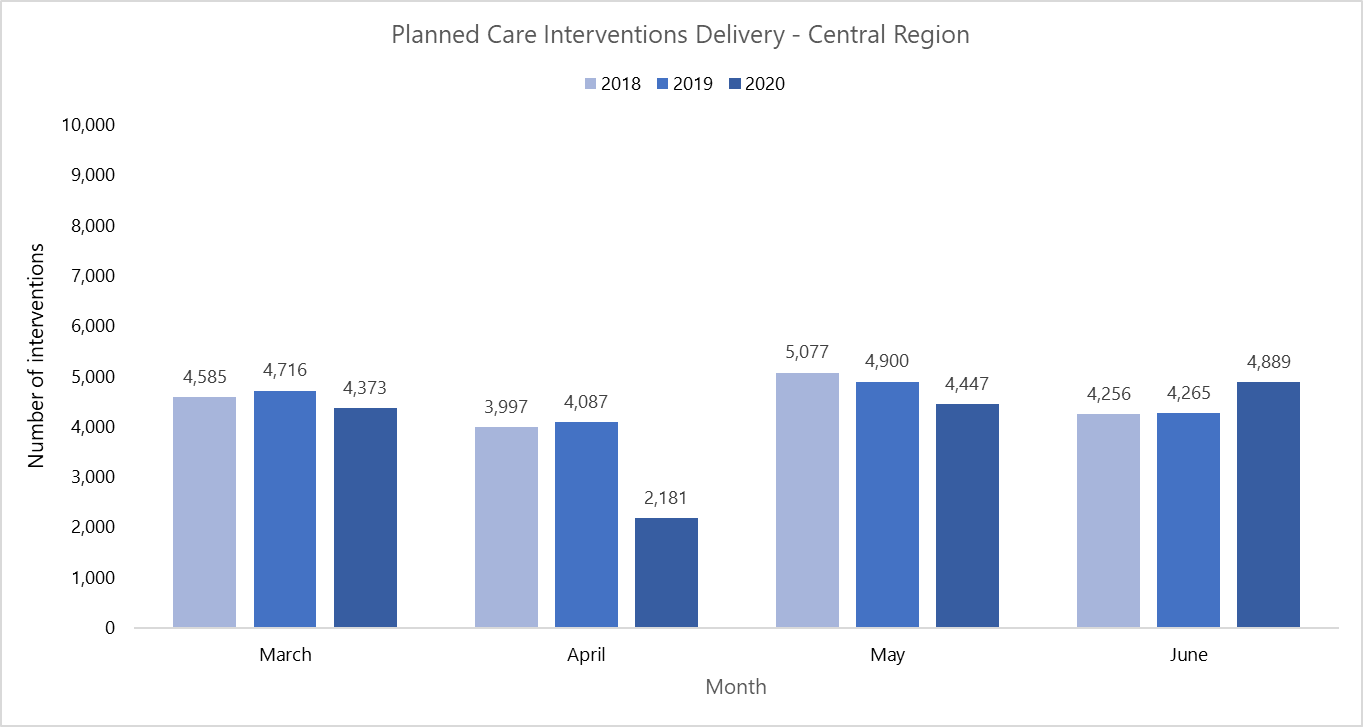 Planned Care Interventions Delivery - Central Region
2018 2019 2020
Number of interventions
10,000
9,000
8,000
7,000
6,000
5,000
4,000
3,000
2,000
1,000
0
4,585 4,716 4,373
3,997 4,087 2,181
5,077 4,900 4,447
4,256 4,265 4,889
March April May June
Month